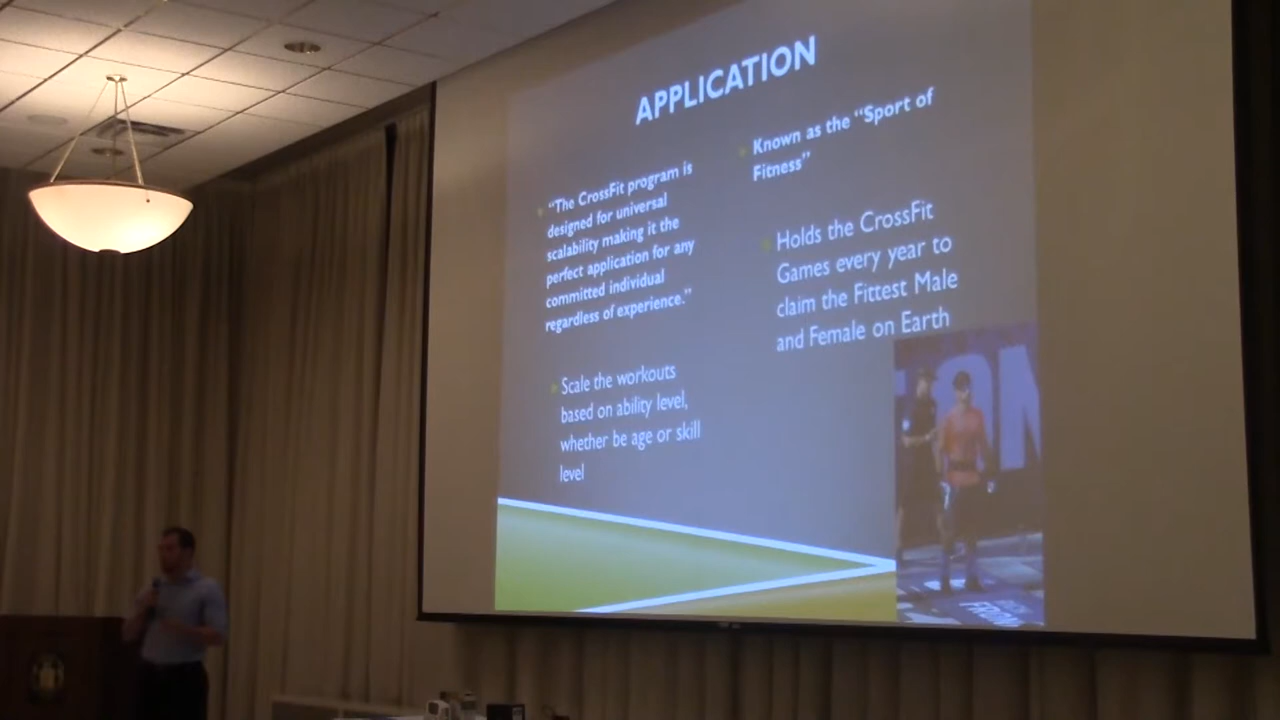 APPLICATION
"The CrossFit program is
designed for universal
scalability making it the
perfect application for any
committed individual
regardless of experience."
Scale the workouts
based on ability level,
whether be age or skill
level
Known as the "Sport of
Fitness"
Holds the CrossFit
Games every year to
claim the Fittest Male
and Female on Earth